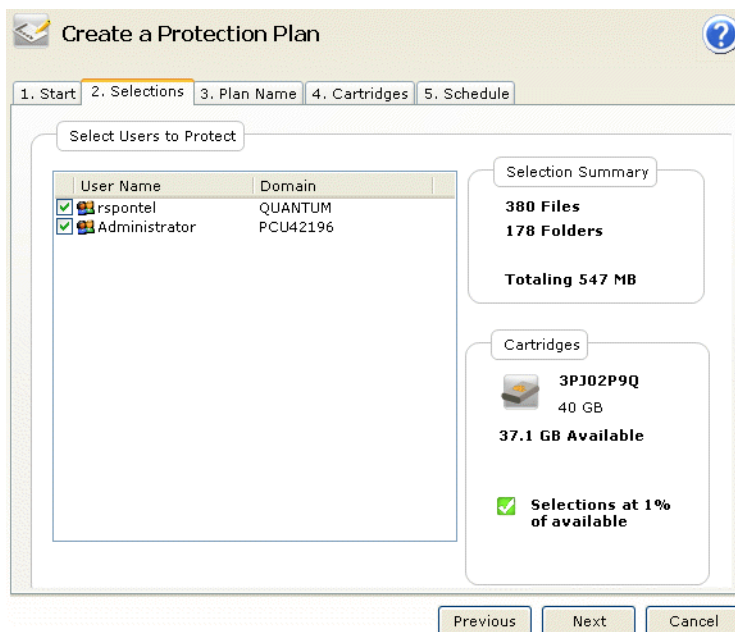 Create a Protection Plan
?
1. Start 2. Selections 3. Plan Name 4. Cartridges 5. Schedule
Select Users to Protect
User Name Domain
rspontel QUANTUM
Administrator PCU42196
Selection Summary
380 Files
178 Folders
Totaling 547 MB
Cartridges
3PJ02P9Q
40 GB
37.1 GB Available
Selections at 1%
of available
Previous Next Cancel